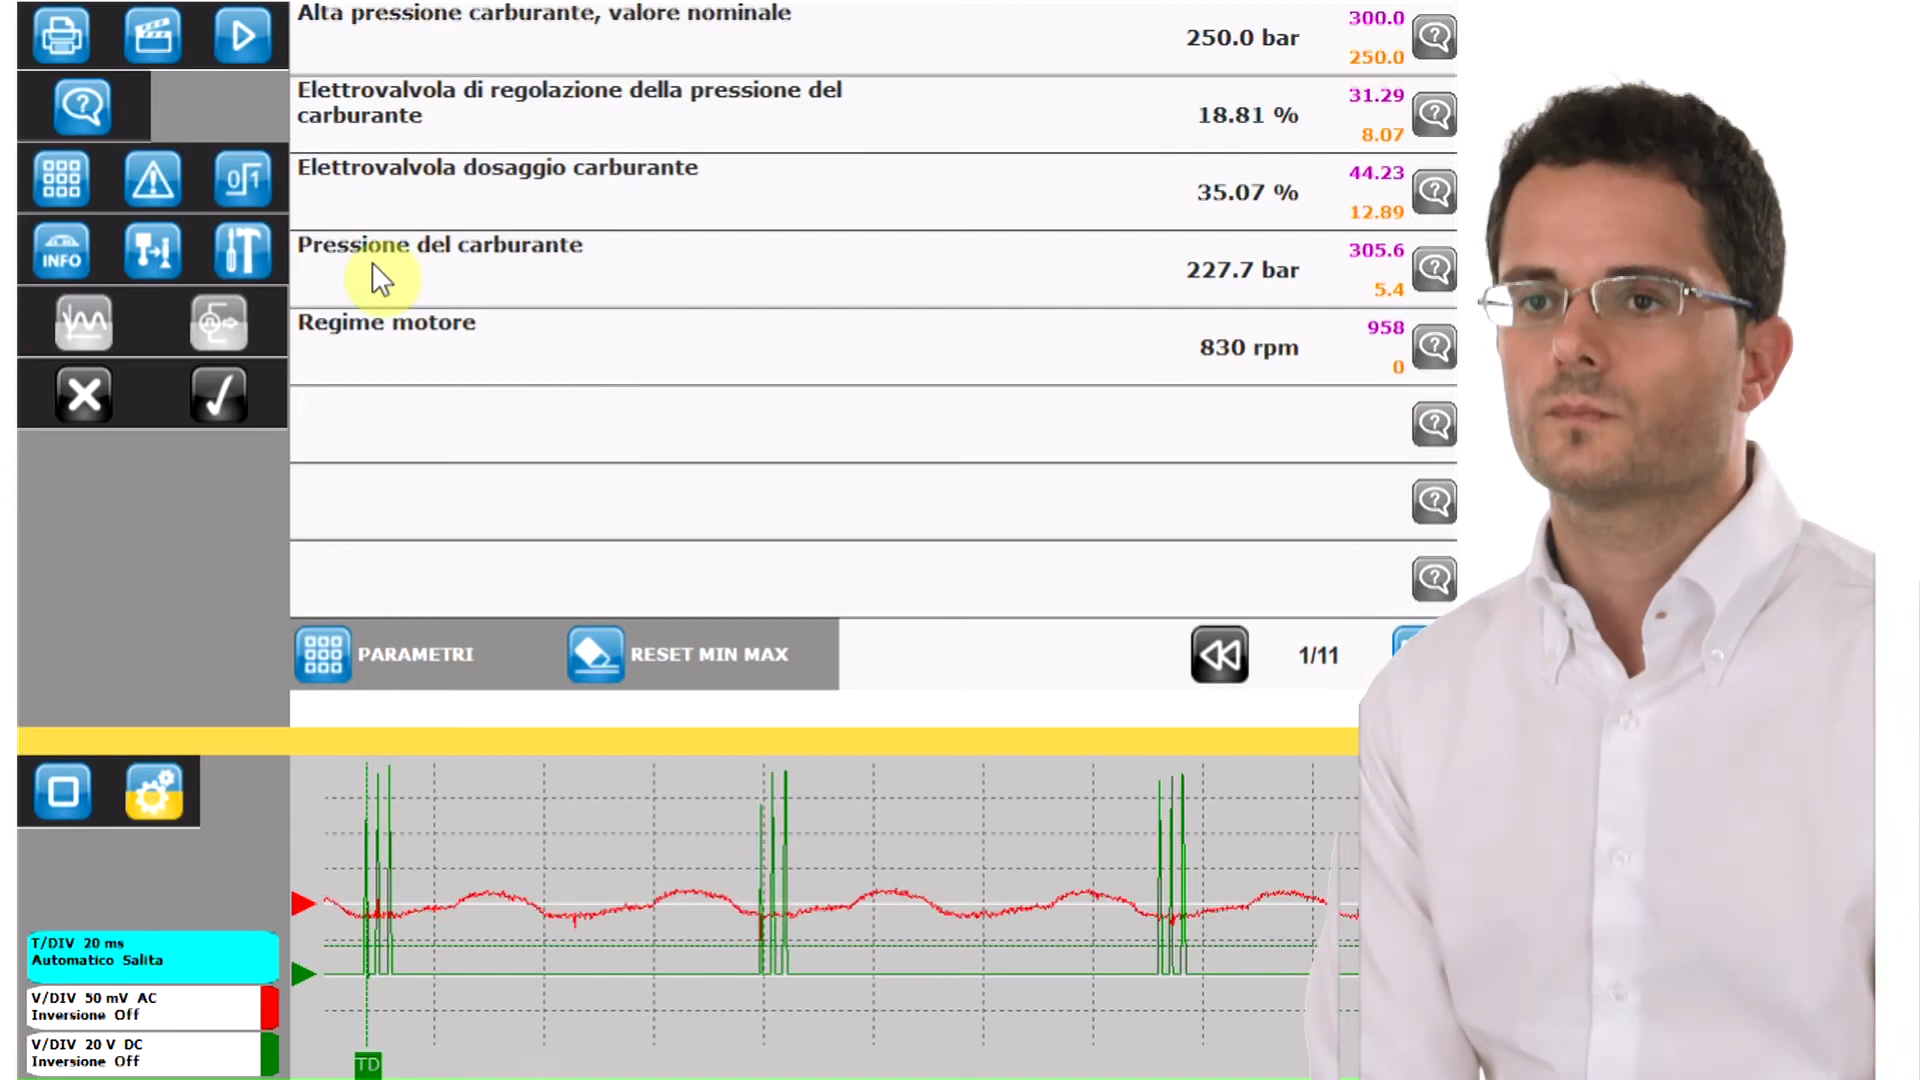 Alta pressione carburante, valore nominale
250.0 bar
300.0
250.0
Elettrovalvola di regolazione della pressione del
carburante
18.81 %
31.29
8.07
Elettrovalvola dosaggio carburante
35.07 %
44.23
12.89
INFO
Pressione del carburante
227.7 bar
305.6
5.4
Regime motore
830 rpm
958
0
PARAMETRI
RESET MIN MAX
1/11
T/DIV 20 ms
Automatico Salita
V/DIV 50 mV AC
Inversione Off
V/DIV 20 V DC
Inversione Off
TD